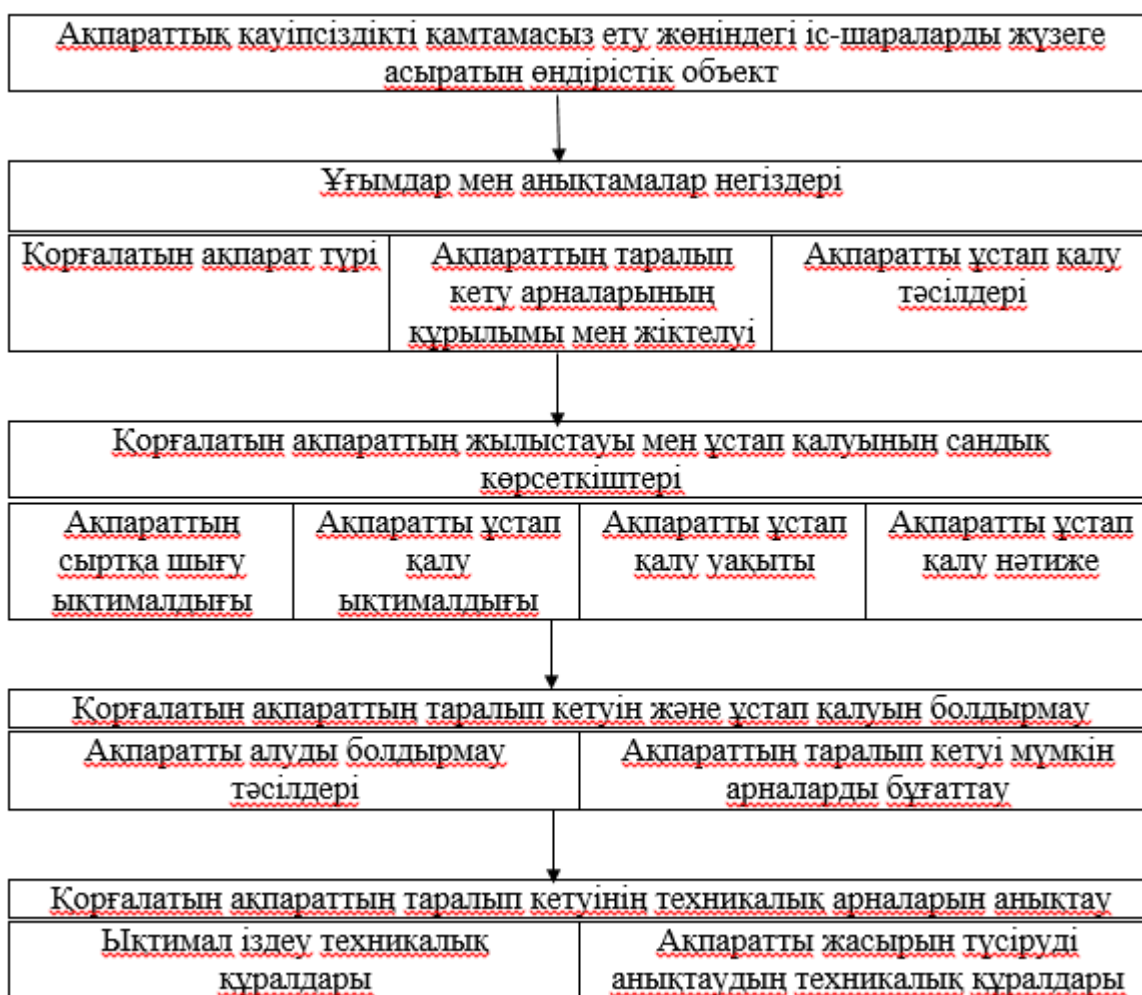 Ақпараттық қауіпсіздікті қамтамасыз ету жөніндегі іс-шараларды жүзеге
асыратын өндірістік объект
Ұғымдар мен анықтамалар негіздері
Қорғалатын ақпарат түрі
Ақпараттың таралып
кету арналарының
құрылымы мен жіктелуі
Ақпаратты ұстап қалу
тәсілдері
Қорғалатын ақпараттың жылыстауы мен ұстап қалуының сандық
көрсеткіштері
Ақпараттың
сыртқа шығу
ықтималдығы
Ақпаратты ұстап
қалу
ықтималдығы
Ақпаратты ұстап
қалу уақыты
Ақпаратты ұстап
қалу нәтиже
Қорғалатын ақпараттың таралып кетуін және ұстап қалуын болдырмау
Ақпаратты алуды болдырмау
тәсілдері
Ақпараттың таралып кетуі мүмкін
арналарды бұғаттау
Қорғалатын ақпараттың таралып кетуінің техникалық арналарын анықтау
Ықтимал іздеу техникалық
құралдары
Ақпаратты жасырын түсіруді
анықтаудың техникалық құралдары